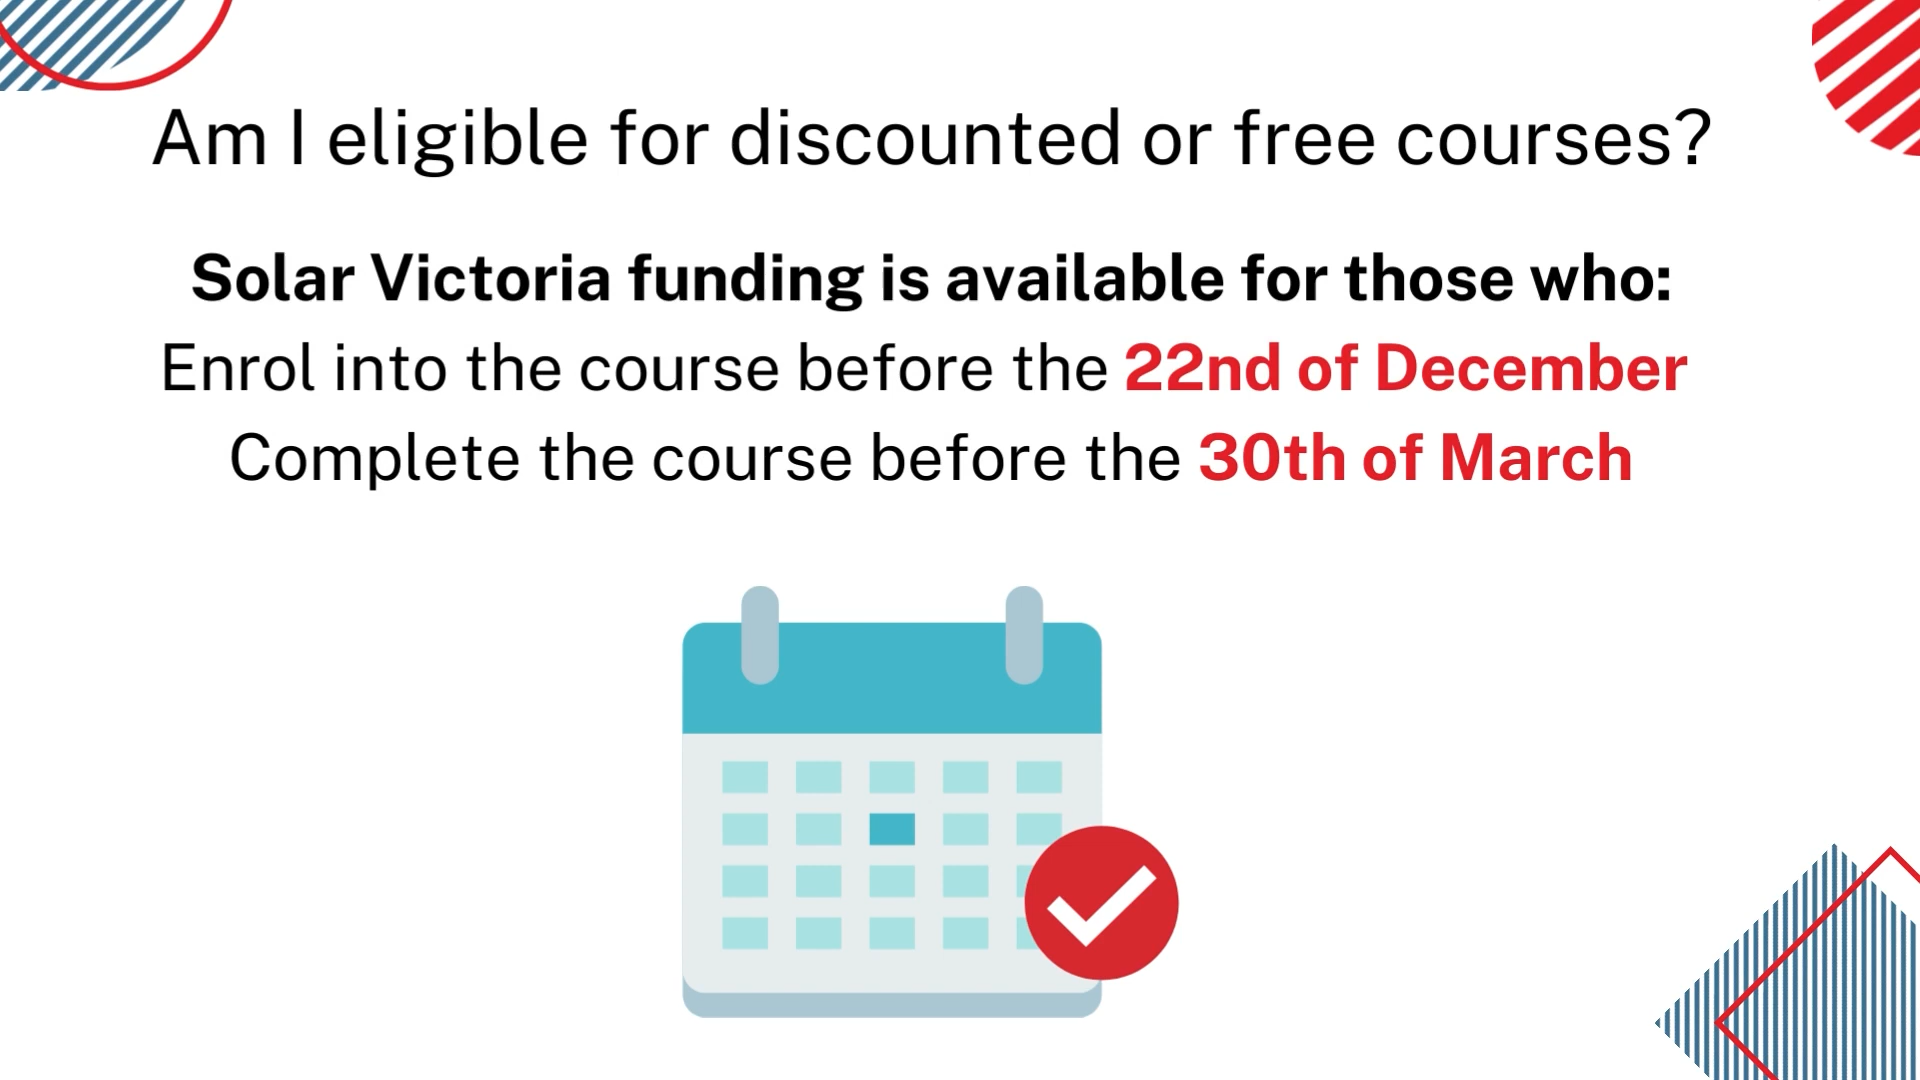 Am I eligible for discounted or free courses?
Solar Victoria funding is available for those who:
Enrol into the course before the 22nd of December
Complete the course before the 30th of March